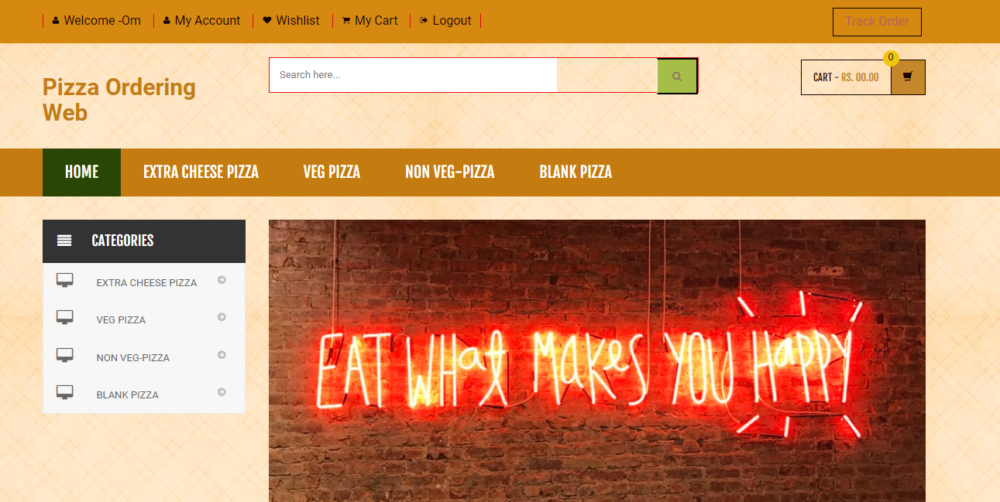 Welcome -Om My Account Wishlist My Cart Logout Track Order
0
Search here...
CART - RS. 00.00
Pizza Ordering
Web
HOME EXTRA CHEESE PIZZA VEG PIZZA NON VEG-PIZZA BLANK PIZZA
CATEGORIES
EXTRA CHEESE PIZZA
VEG PIZZA
NON VEG-PIZZA
BLANK PIZZA
EAT WHat MaKes YOU HaPPY